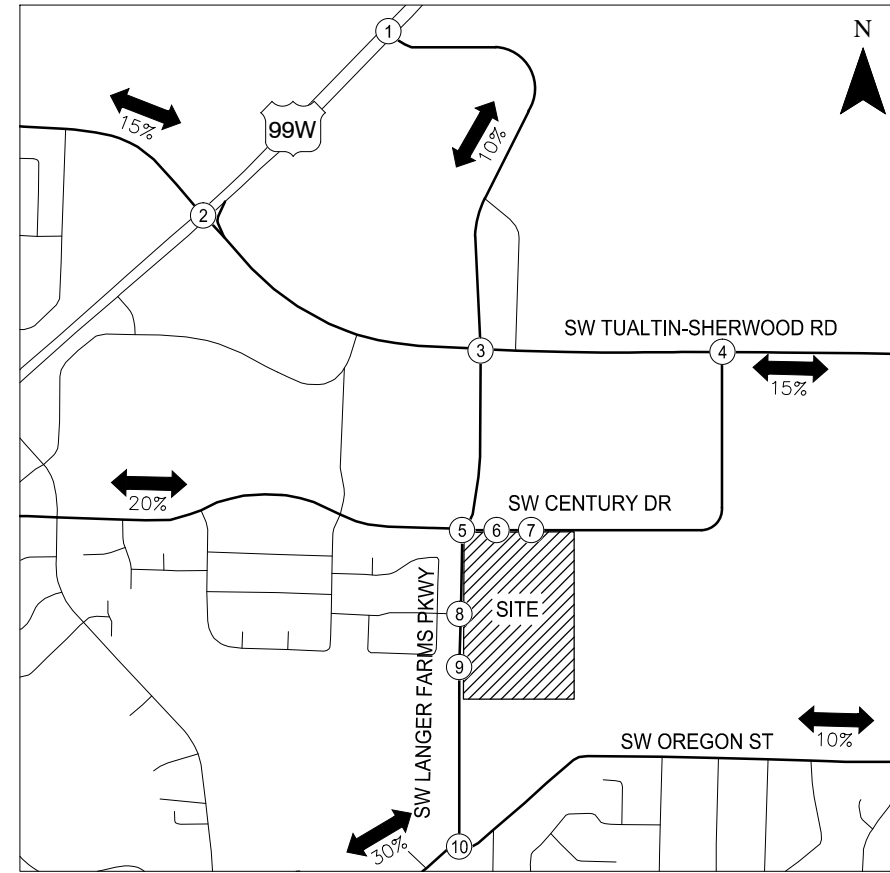 1
N
15%
99W
10%
2
SW TUALTIN-SHERWOOD RD
3
4
15%
20%
SW CENTURY DR
5
6
7
SW LANGER FARMS PKWY
8
SITE
9
SW OREGON ST
10%
30%
10